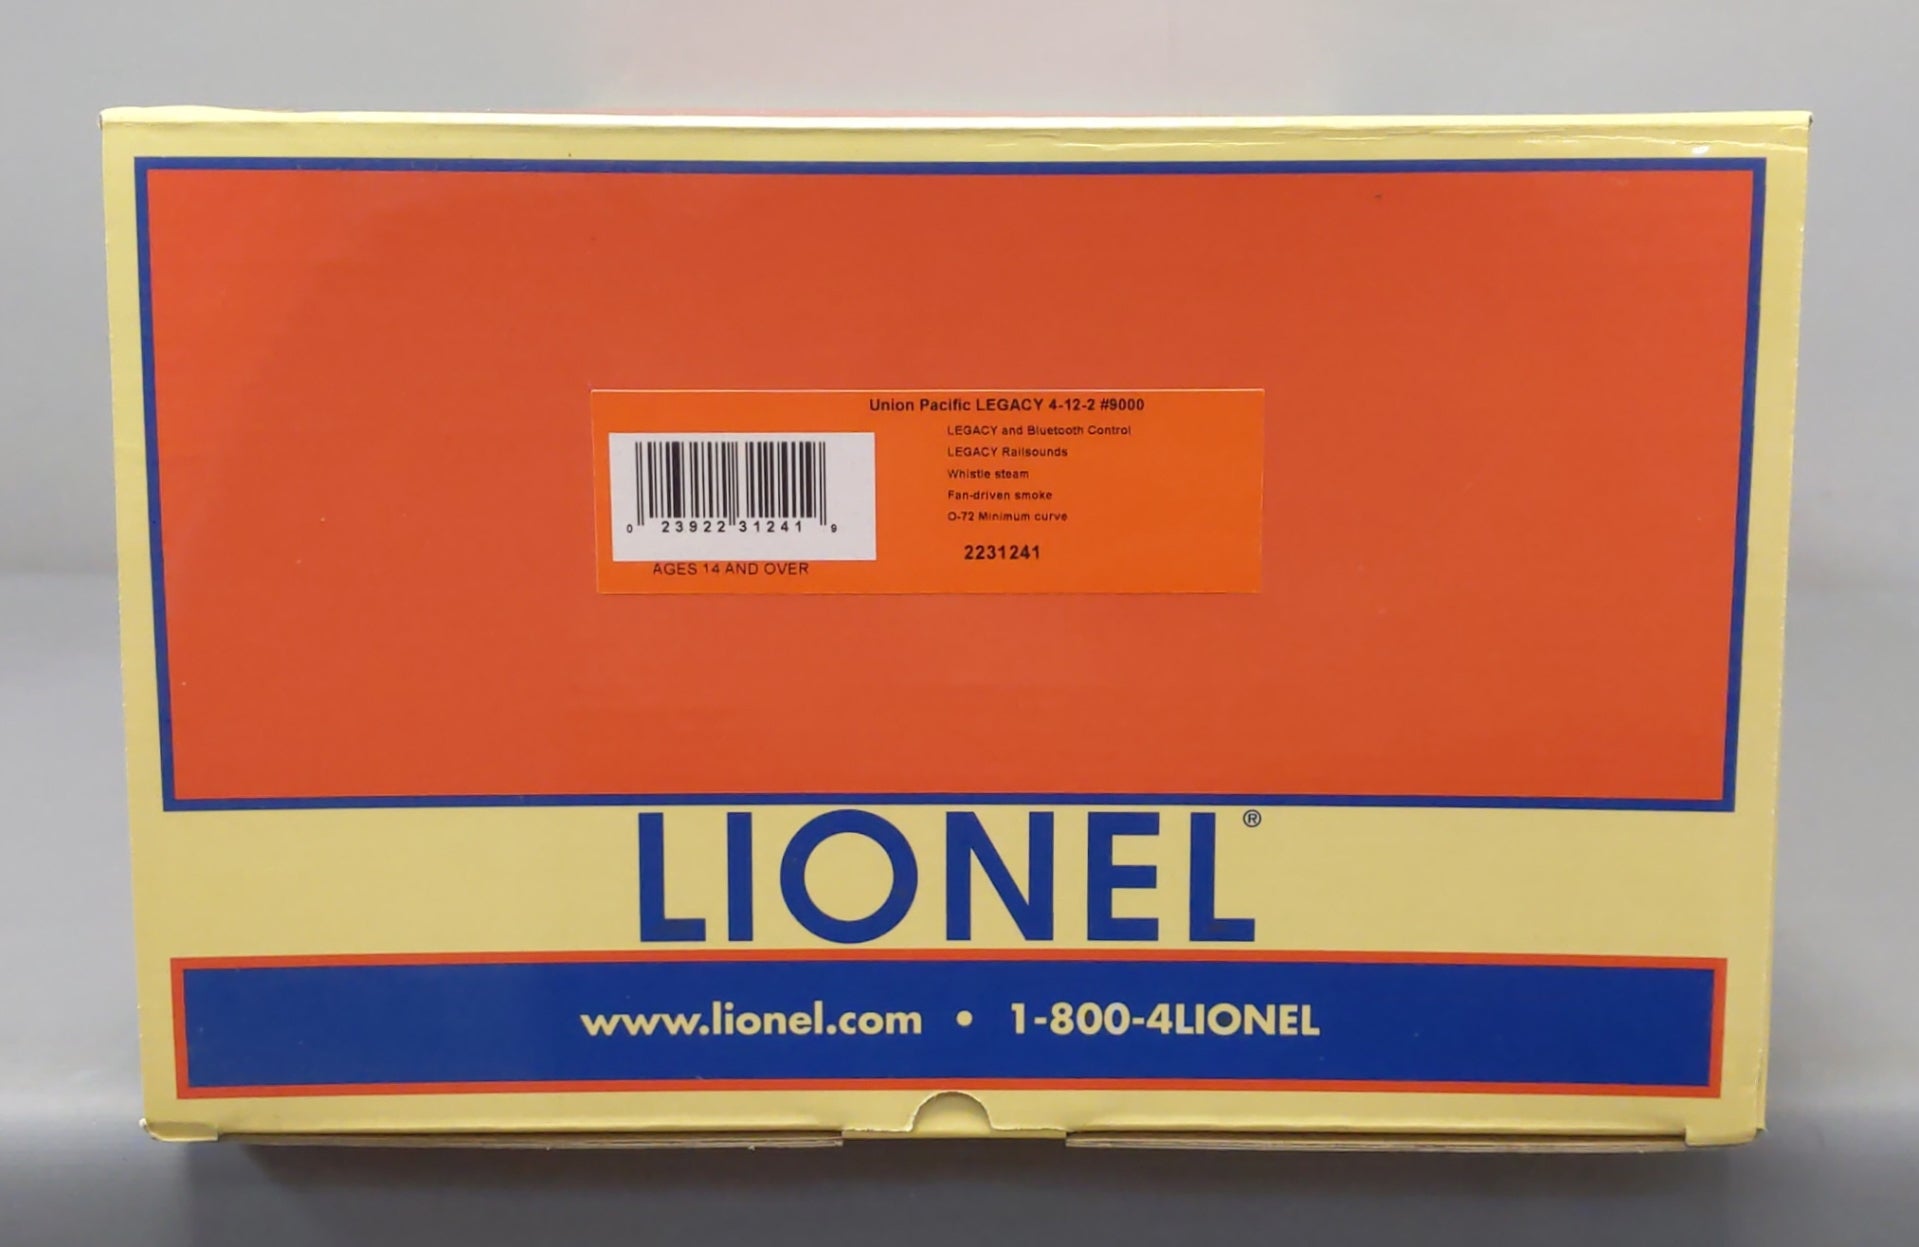 Union Pacific LEGACY 4-12-2 #9000
LEGACY and Bluetooth Control
LEGACY Railsounds
Whistle steam
Fan-driven smoke
O-72 Minimum curve
2231241
0 23922 31241 9
AGES 14 AND OVER
LIONEL®
www.lionel.com • 1-800-4LIONEL